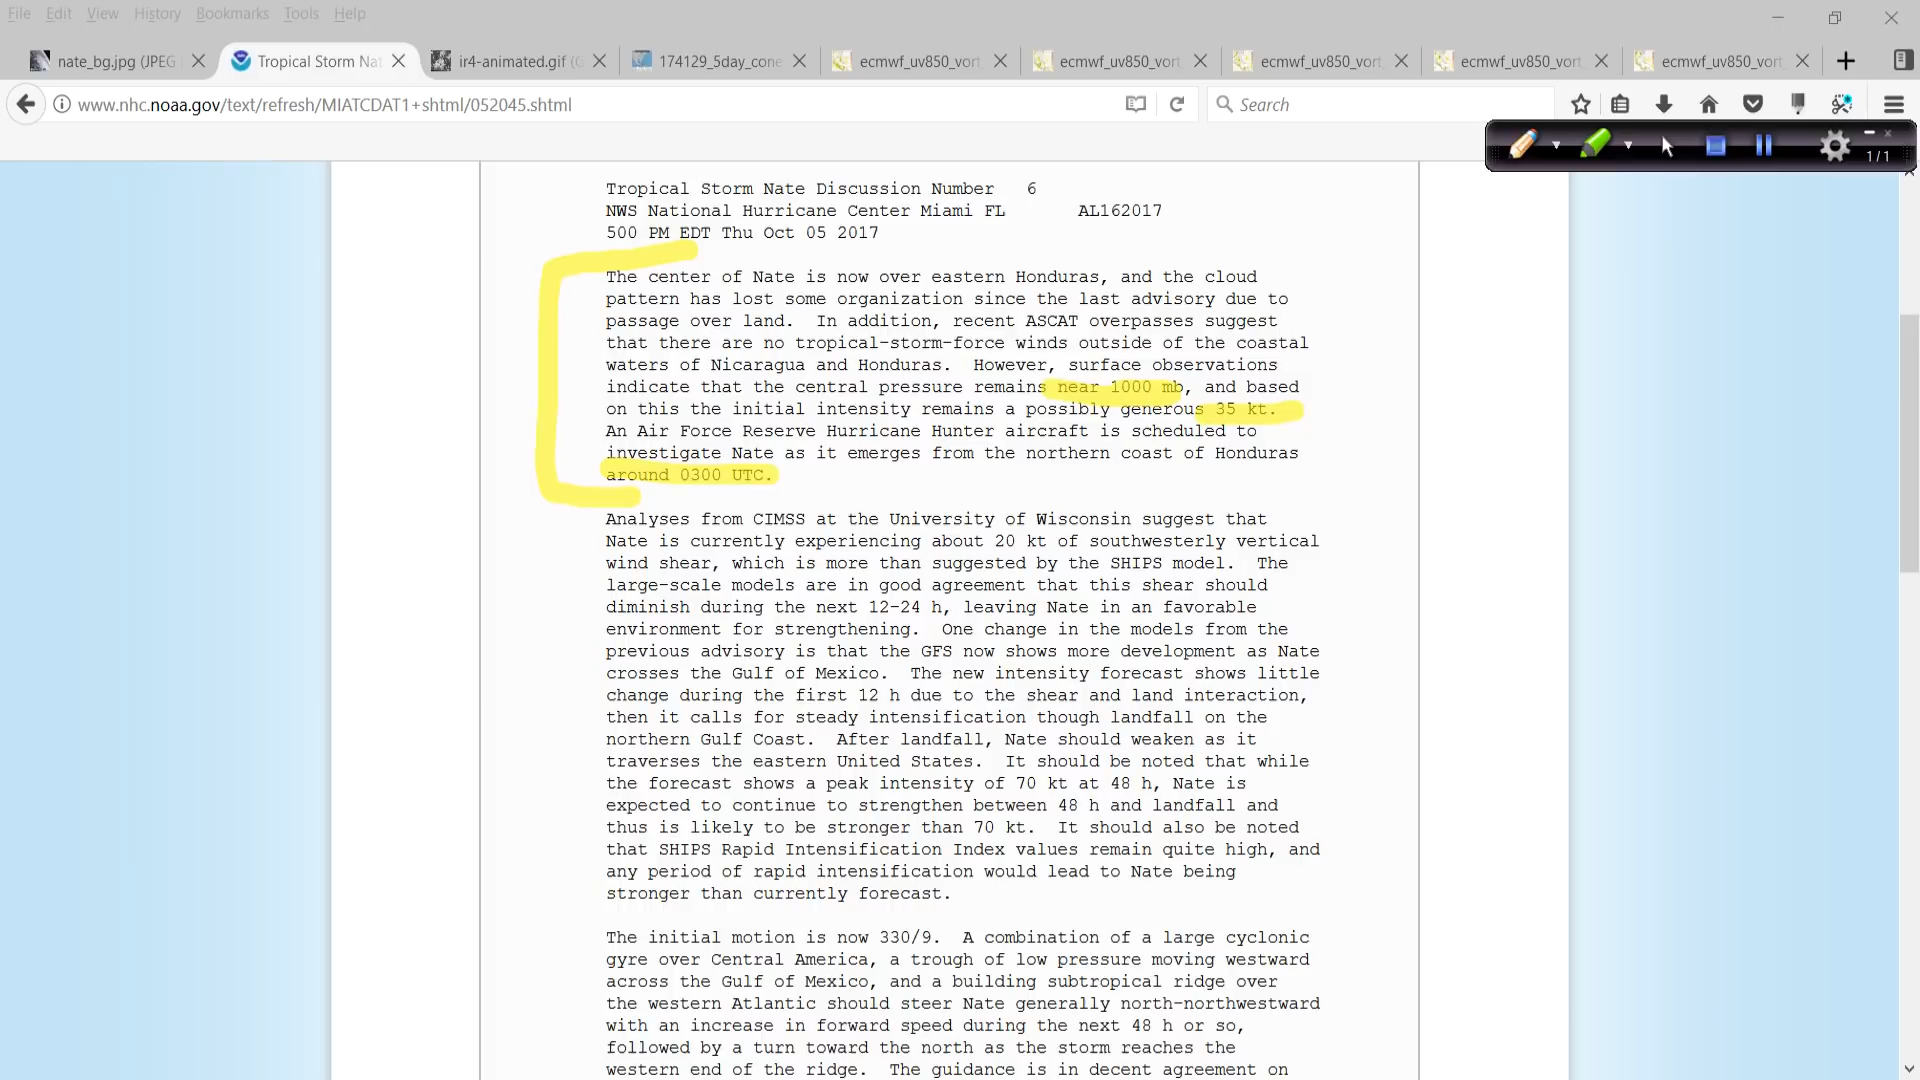 File Edit View History Bookmarks Tools Help
nate_bg.jpg (JPEG
Tropical Storm Nat
ir4-animated.gif (G
174129_5day_cone
ecmwf_uv850_vort
ecmwf_uv850_vort
ecmwf_uv850_vort
ecmwf_uv850_vort
ecmwf_uv850_vort
www.nhc.noaa.gov/text/refresh/MIATCDAT1+shtml/052045.shtml
Search
1/1
Tropical Storm Nate Discussion Number 6
NWS National Hurricane Center Miami FL AL162017
500 PM EDT Thu Oct 05 2017
The center of Nate is now over eastern Honduras, and the cloud
pattern has lost some organization since the last advisory due to
passage over land. In addition, recent ASCAT overpasses suggest
that there are no tropical-storm-force winds outside of the coastal
waters of Nicaragua and Honduras. However, surface observations
indicate that the central pressure remains near 1000 mb, and based
on this the initial intensity remains a possibly generous 35 kt.
An Air Force Reserve Hurricane Hunter aircraft is scheduled to
investigate Nate as it emerges from the northern coast of Honduras
around 0300 UTC.
Analyses from CIMSS at the University of Wisconsin suggest that
Nate is currently experiencing about 20 kt of southwesterly vertical
wind shear, which is more than suggested by the SHIPS model. The
large-scale models are in good agreement that this shear should
diminish during the next 12-24 h, leaving Nate in an favorable
environment for strengthening. One change in the models from the
previous advisory is that the GFS now shows more development as Nate
crosses the Gulf of Mexico. The new intensity forecast shows little
change during the first 12 h due to the shear and land interaction,
then it calls for steady intensification though landfall on the
northern Gulf Coast. After landfall, Nate should weaken as it
traverses the eastern United States. It should be noted that while
the forecast shows a peak intensity of 70 kt at 48 h, Nate is
expected to continue to strengthen between 48 h and landfall and
thus is likely to be stronger than 70 kt. It should also be noted
that SHIPS Rapid Intensification Index values remain quite high, and
any period of rapid intensification would lead to Nate being
stronger than currently forecast.
The initial motion is now 330/9. A combination of a large cyclonic
gyre over Central America, a trough of low pressure moving westward
across the Gulf of Mexico, and a building subtropical ridge over
the western Atlantic should steer Nate generally north-northwestward
with an increase in forward speed during the next 48 h or so,
followed by a turn toward the north as the storm reaches the
western end of the ridge. The guidance is in decent agreement on